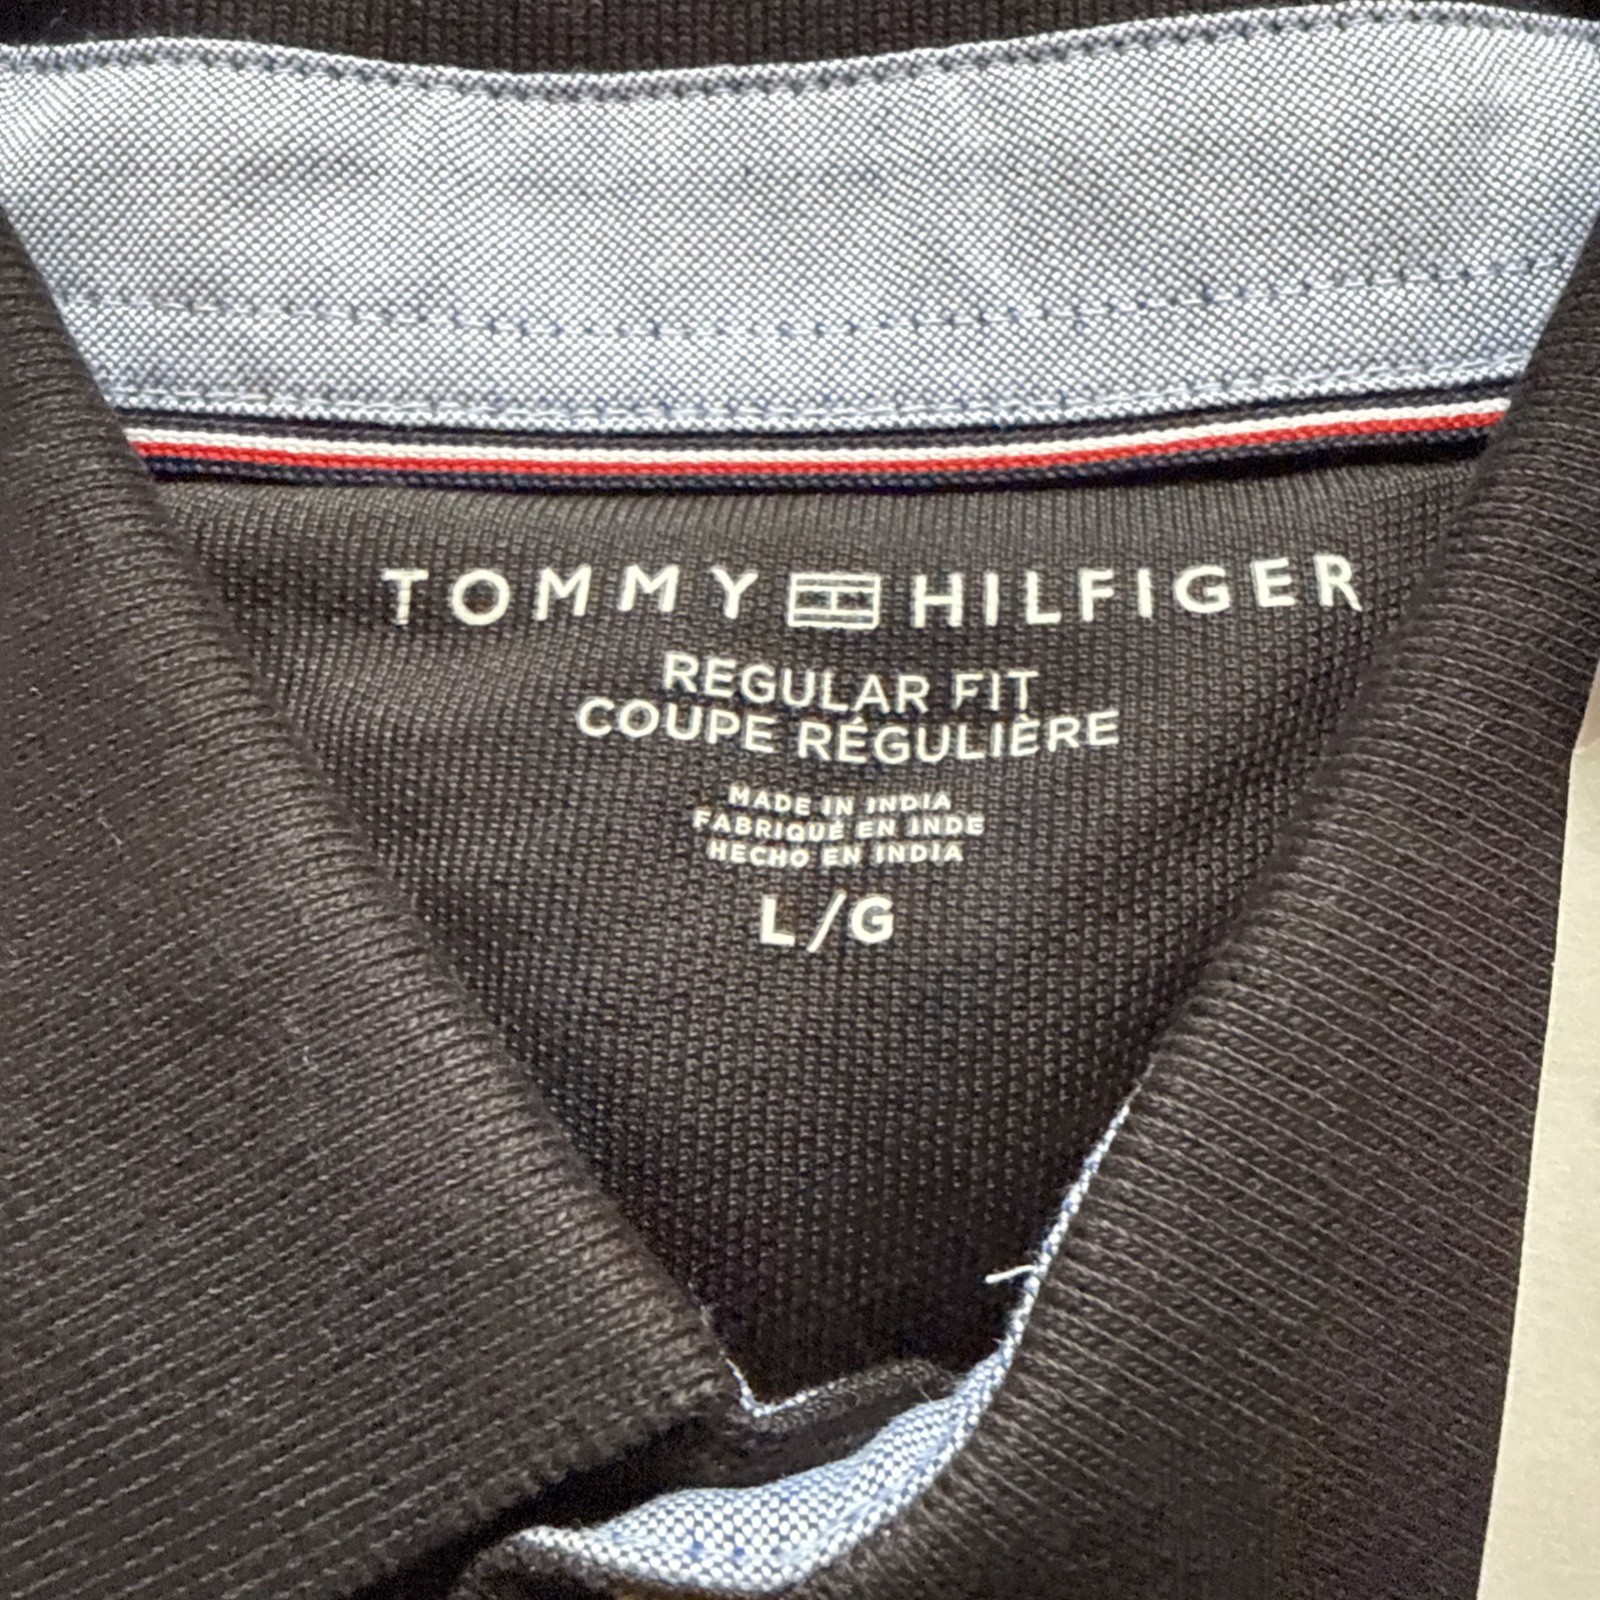 TOMMY HILFIGER
REGULAR FIT
COUPE RÉGULIÈRE
MADE IN INDIA
FABRIQUÉ EN INDE
HECHO EN INDIA
L/G